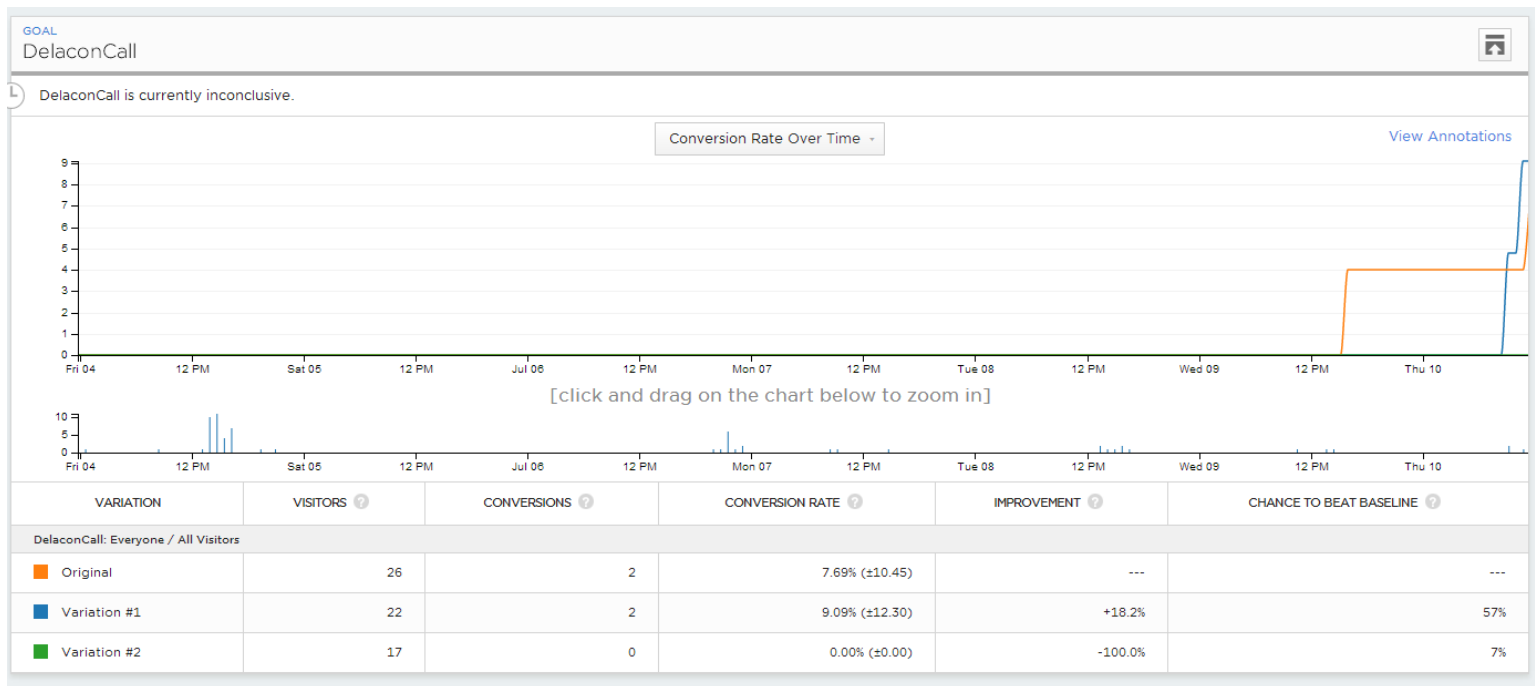 GOAL
DelaconCall
DelaconCall is currently inconclusive.
Conversion Rate Over Time
View Annotations
9
8
7
6
5
4
3
2
1
0
Fri 04 12 PM Sat 05 12 PM Jul 06 12 PM Mon 07 12 PM Tue 08 12 PM Wed 09 12 PM Thu 10
[click and drag on the chart below to zoom in]
10
5
0
Fri 04 12 PM Sat 05 12 PM Jul 06 12 PM Mon 07 12 PM Tue 08 12 PM Wed 09 12 PM Thu 10
VARIATION VISITORS ? CONVERSIONS ? CONVERSION RATE ? IMPROVEMENT ? CHANCE TO BEAT BASELINE ?
DelaconCall: Everyone / All Visitors
Original 26 2 7.69% (±10.45) --- ---
Variation #1 22 2 9.09% (±12.30) +18.2% 57%
Variation #2 17 0 0.00% (±0.00) -100.0% 7%